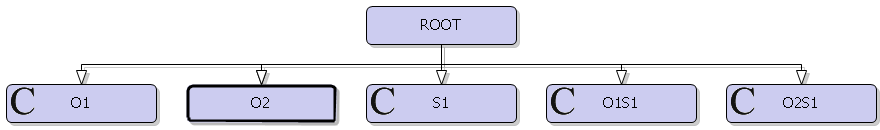 ROOT
C O1
O2
C S1
C O1S1
C O2S1